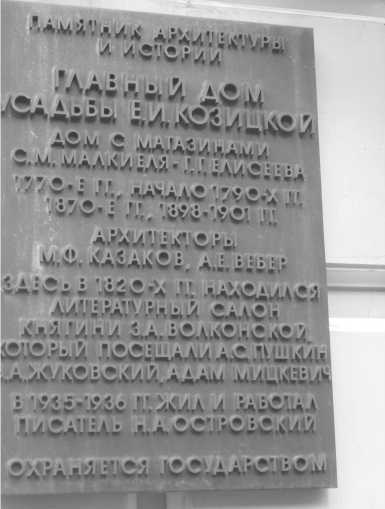 ПАМЯТНИК АРХИТЕКТУРЫ
И ИСТОРИИ
ГЛАВНЫЙ ДОМ
УСАДЬБЫ Е.И. КОЗИЦКОЙ
ДОМ С МАГАЗИНАМИ
С.М. МАЛКИЕЛЯ - Г.Г. ЕЛИСЕЕВА
1770-Е ГГ., НАЧАЛО 1790-Х ГГ.
1870-Е ГГ., 1898-1901 ГГ.
АРХИТЕКТОРЫ
М.Ф. КАЗАКОВ, А.Е. ВЕБЕР
ЗДЕСЬ В 1820-Х ГГ. НАХОДИЛСЯ
ЛИТЕРАТУРНЫЙ САЛОН
КНЯГИНИ З.А. ВОЛКОНСКОЙ,
КОТОРЫЙ ПОСЕЩАЛИ А.С. ПУШКИН
В.А. ЖУКОВСКИЙ, АДАМ МИЦКЕВИЧ
В 1935-1936 ГГ. ЖИЛ И РАБОТАЛ
ПИСАТЕЛЬ Н.А. ОСТРОВСКИЙ
ОХРАНЯЕТСЯ ГОСУДАРСТВОМ